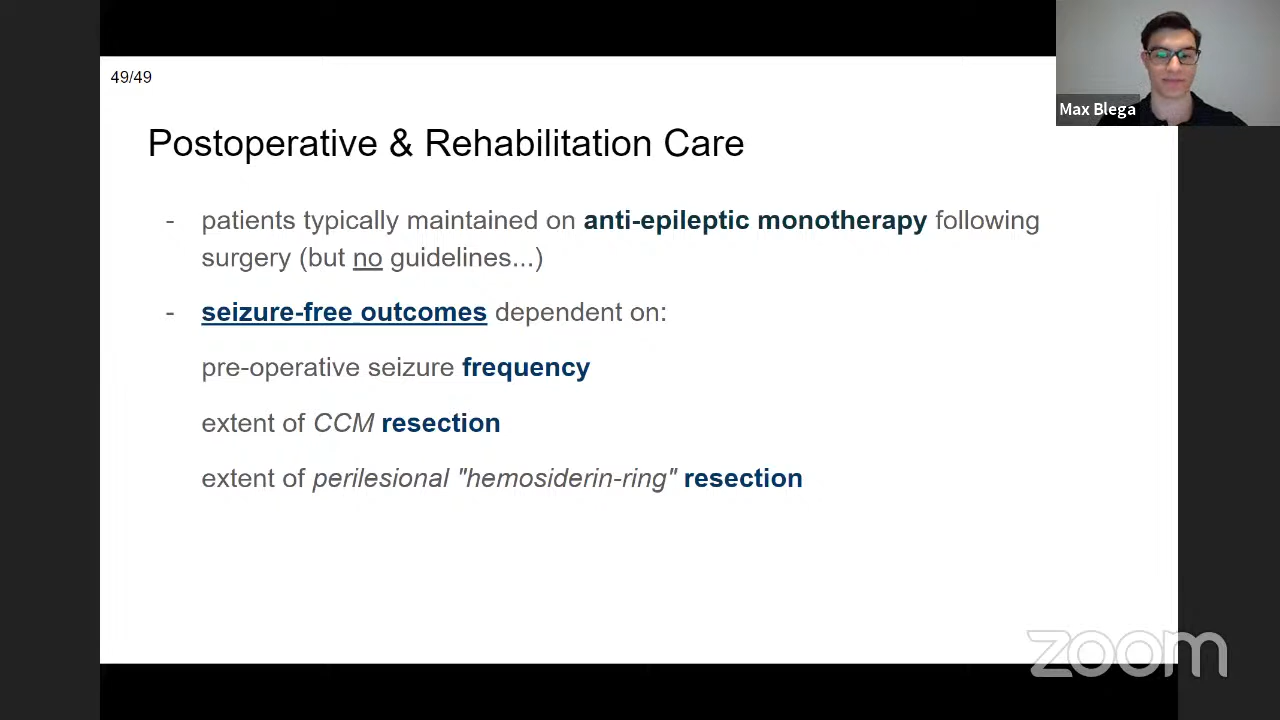 49/49
Max Blega
Postoperative & Rehabilitation Care
- patients typically maintained on anti-epileptic monotherapy following
surgery (but no guidelines...)
- seizure-free outcomes dependent on:
pre-operative seizure frequency
extent of CCM resection
extent of perilesional "hemosiderin-ring" resection
zoom